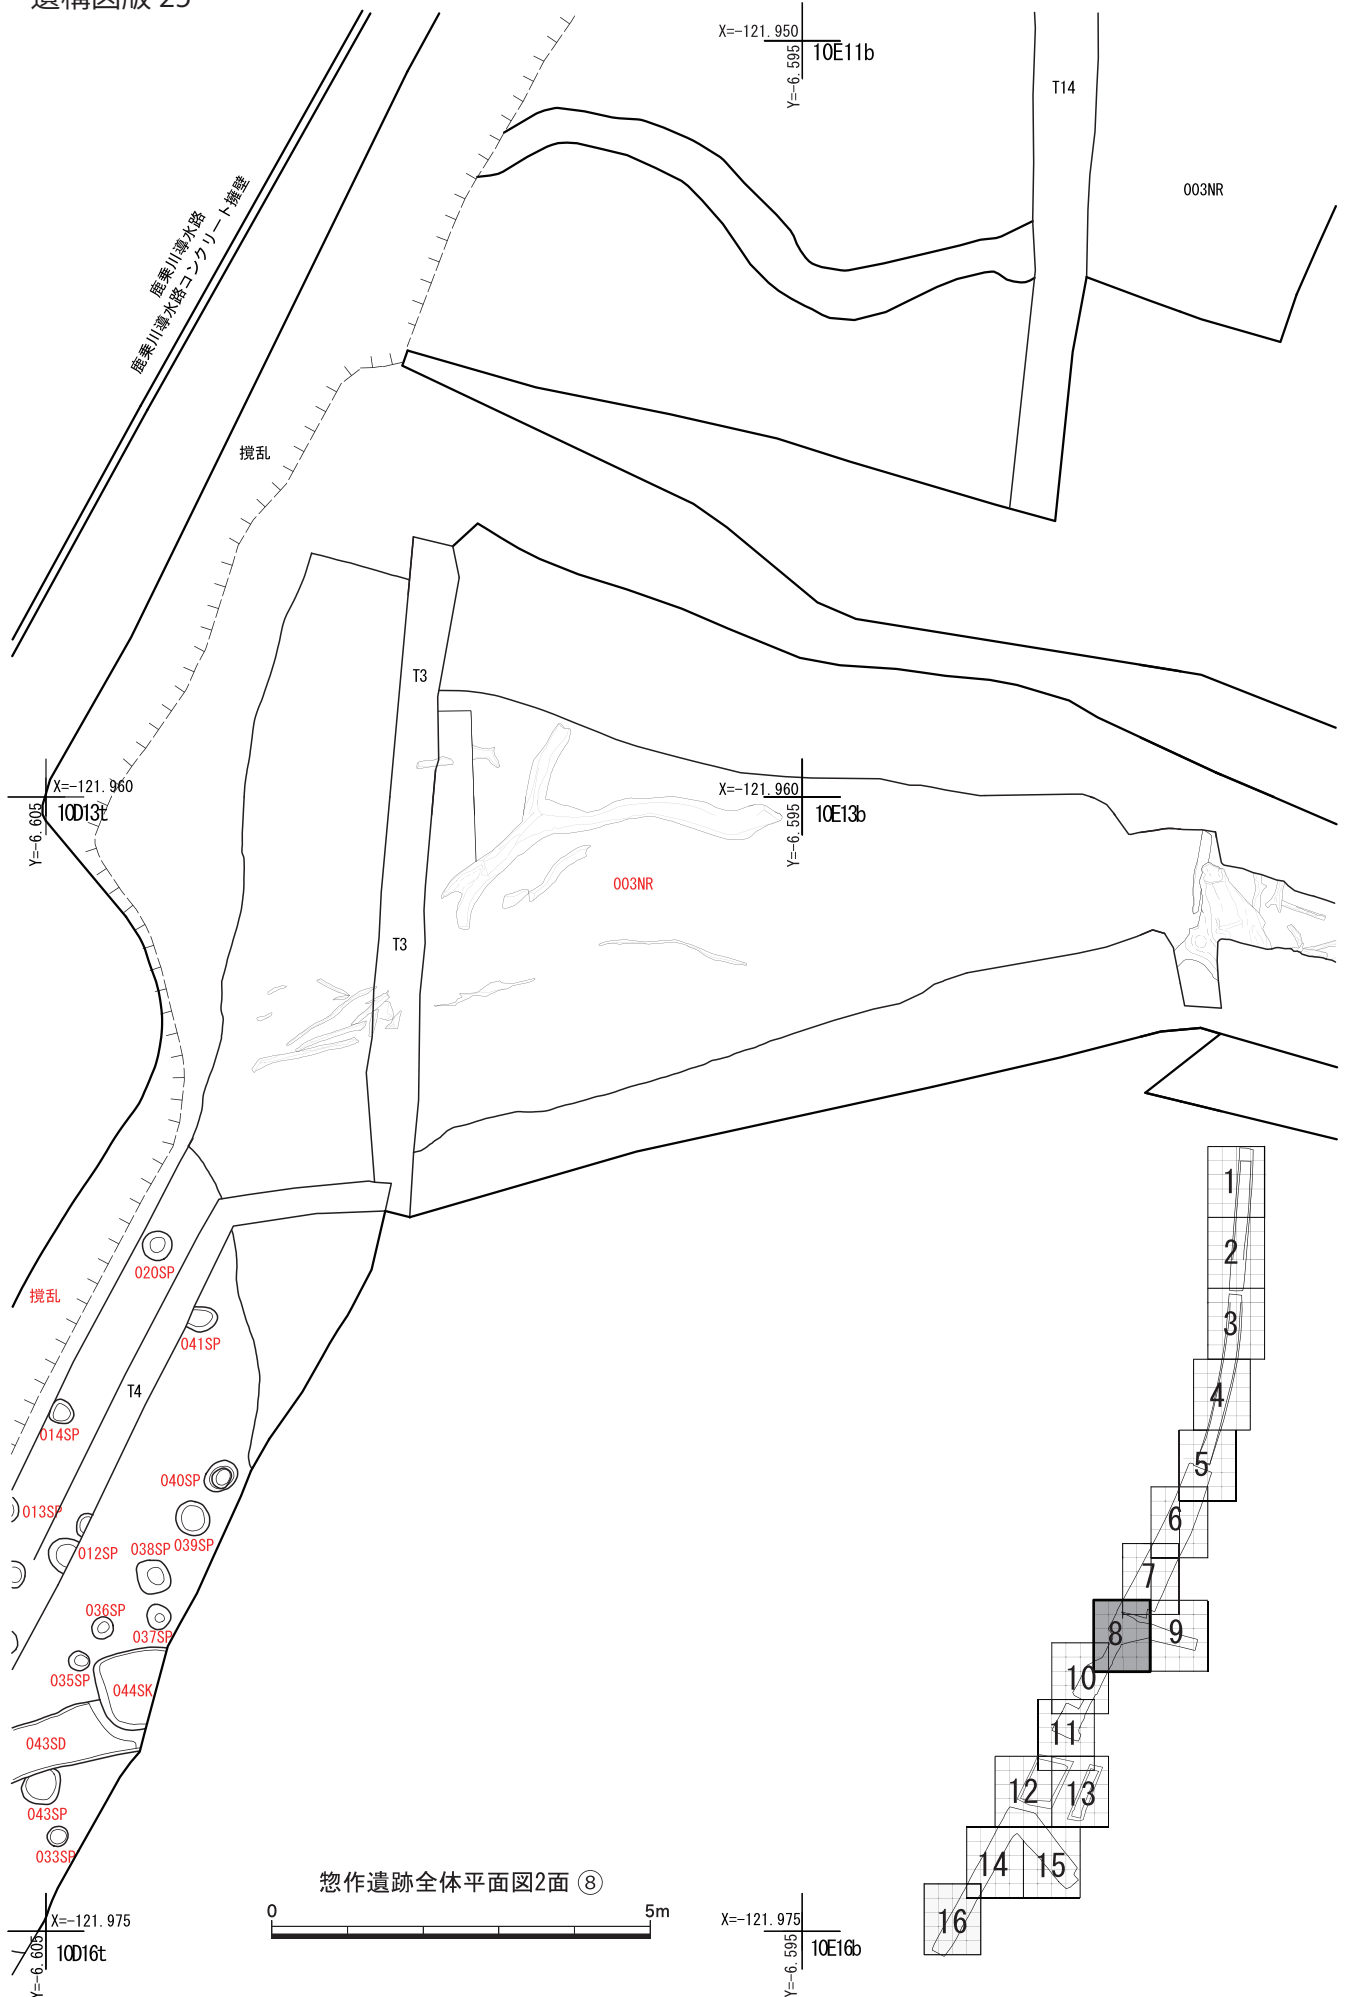 遺構図版 25
X=-121.950
Y=-6.595
10E11b
T14
003NR
鹿乗川導水路
鹿乗川導水路コンクリート擁壁
撹乱
T3
X=-121.960
Y=-6.605
10D13t
X=-121.960
Y=-6.595
10E13b
003NR
T3
020SP
撹乱
041SP
T4
014SP
040SP
013SP
039SP
038SP
012SP
036SP
037SP
035SP
044SK
043SD
043SP
033SP
1
2
3
4
5
6
7
8
9
10
11
12
13
14
15
16
惣作遺跡全体平面図2面 ⑧
0
5m
X=-121.975
Y=-6.605
10D16t
X=-121.975
Y=-6.595
10E16b